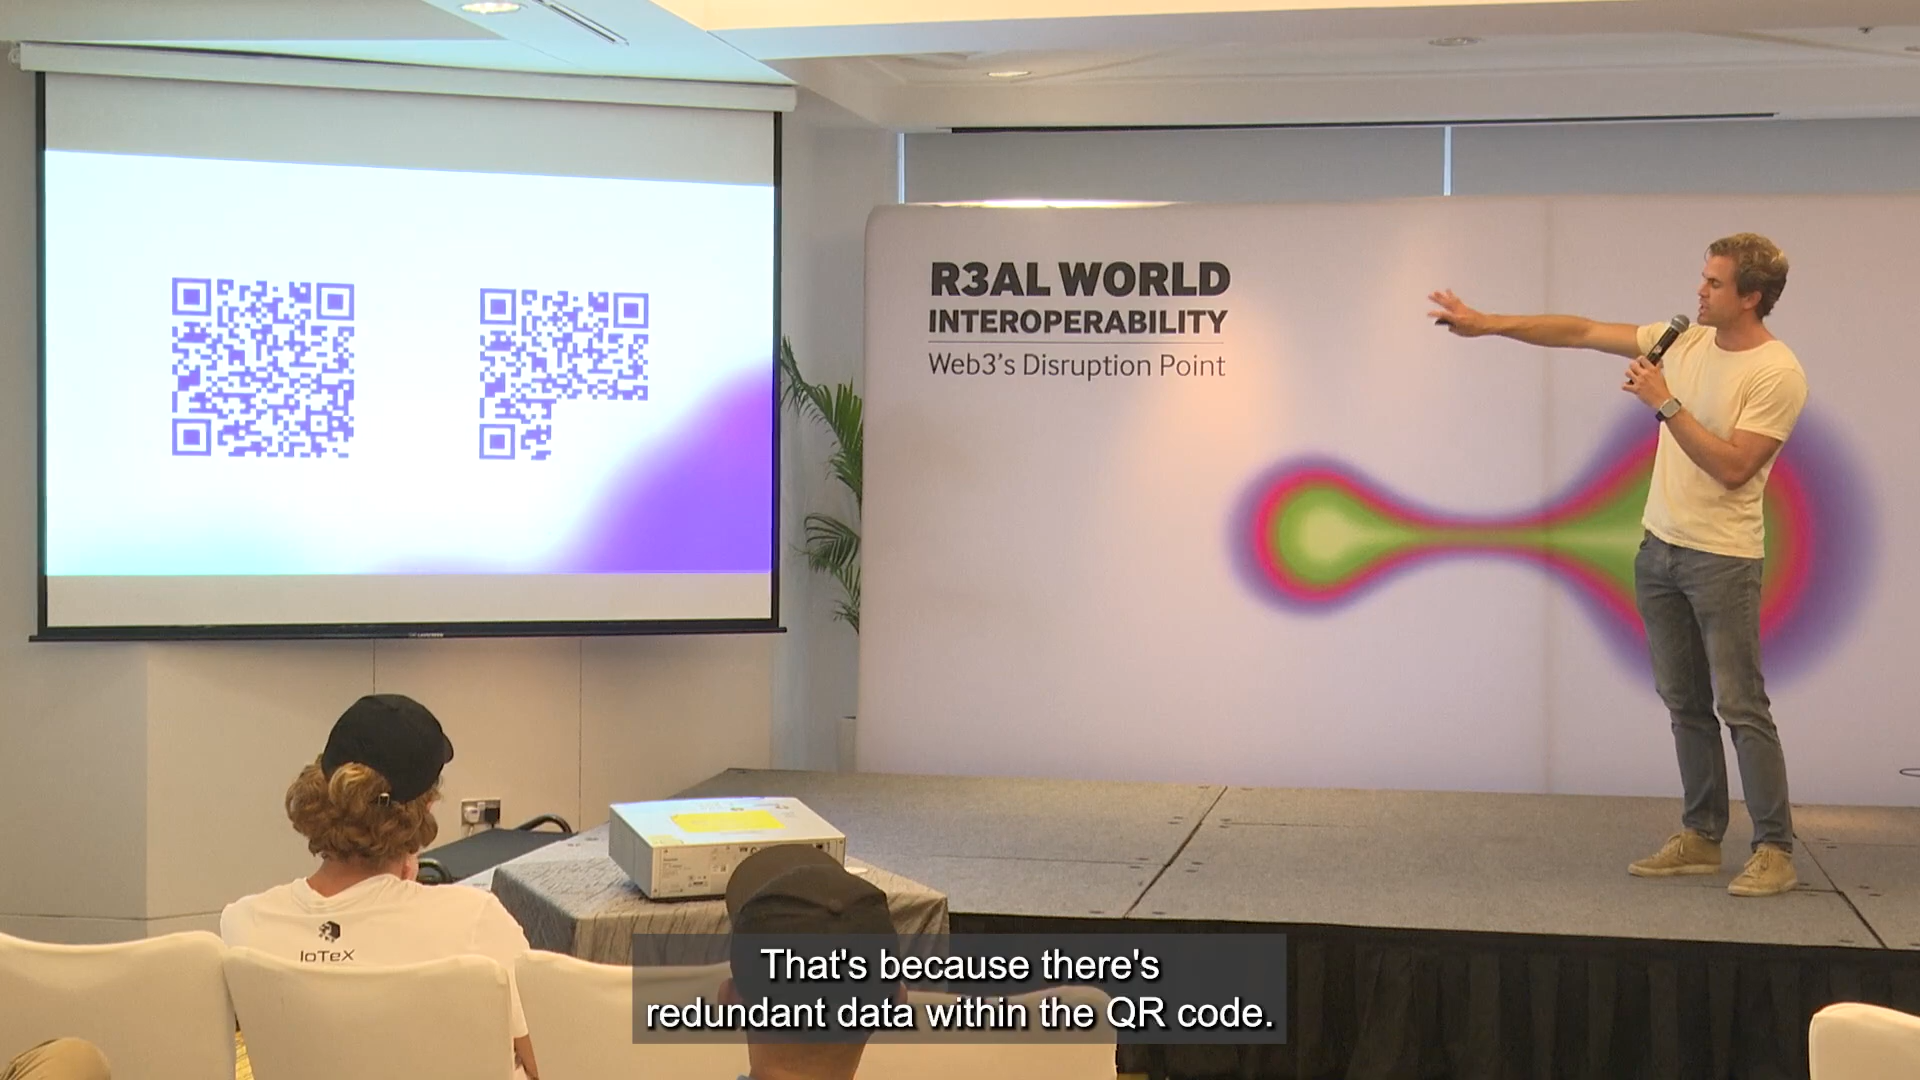 R3AL WORLD
INTEROPERABILITY
Web3's Disruption Point
IoTeX
That's because there's
redundant data within the QR code.